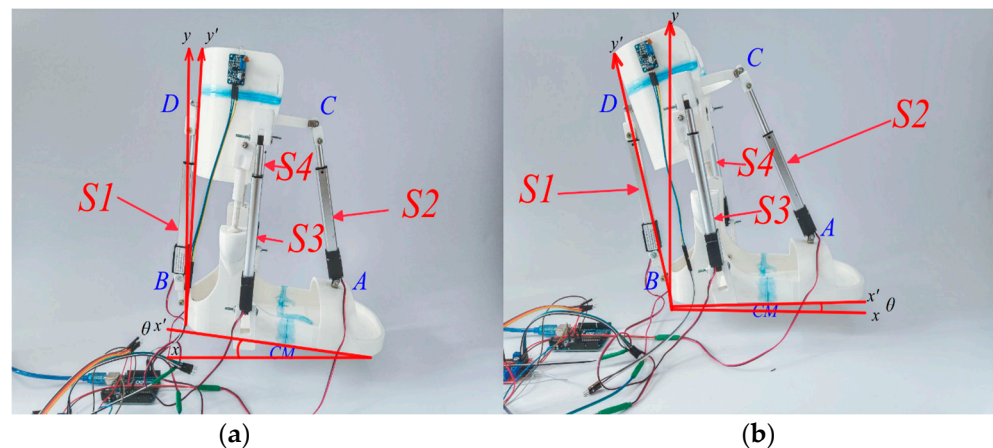 y y'
D
C
S4
S1
S2
S3
B
A
θ x'
x
CM
(a)
y
y'
C
D
S2
S4
S1
S3
A
B
x'
θ
x
CM
(b)